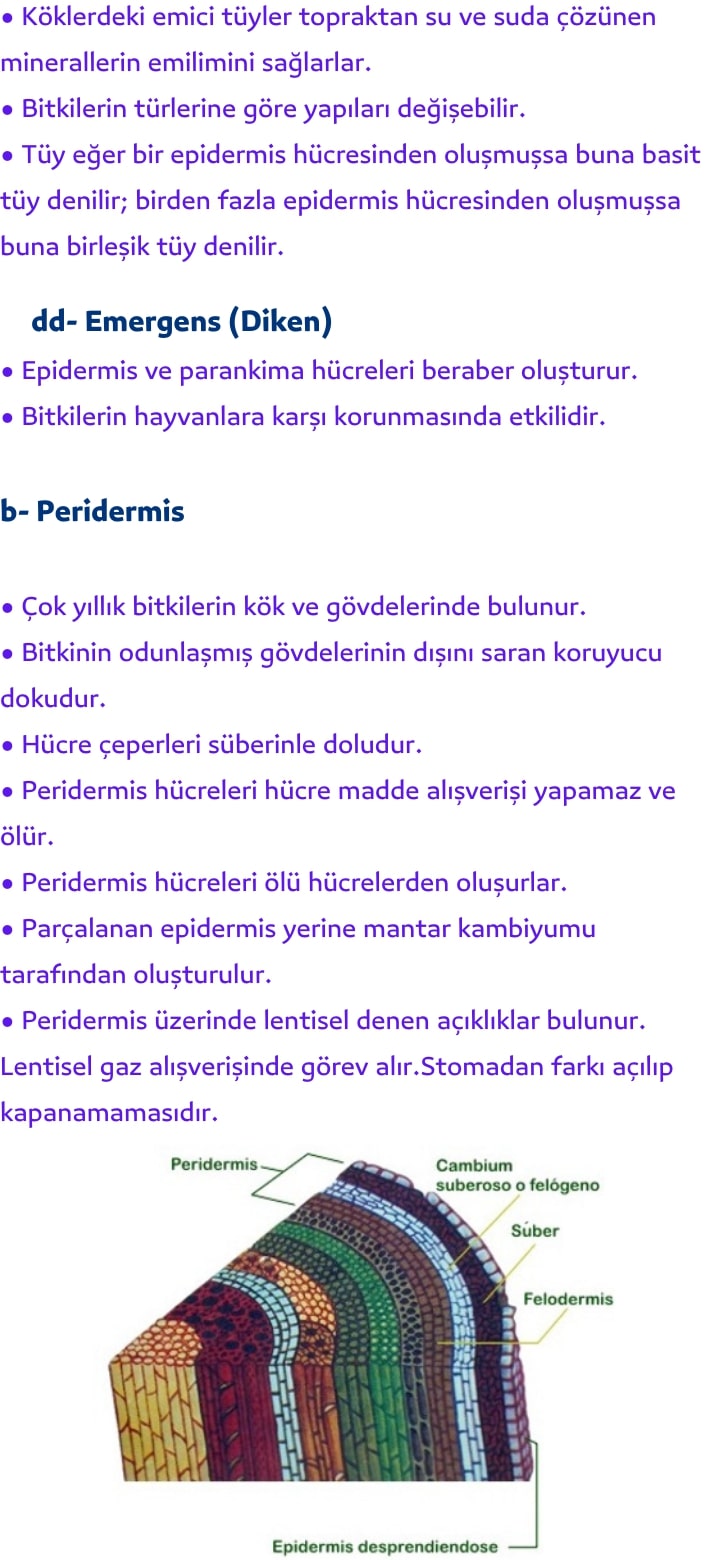 ● Köklerdeki emici tüyler topraktan su ve suda çözünen
minerallerin emilimini sağlarlar.
● Bitkilerin türlerine göre yapıları değişebilir.
● Tüy eğer bir epidermis hücresinden oluşmuşsa buna basit
tüy denilir; birden fazla epidermis hücresinden oluşmuşsa
buna birleşik tüy denilir.
dd- Emergens (Diken)
● Epidermis ve parankima hücreleri beraber oluşturur.
● Bitkilerin hayvanlara karşı korunmasında etkilidir.
b- Peridermis
● Çok yıllık bitkilerin kök ve gövdelerinde bulunur.
● Bitkinin odunlaşmış gövdelerinin dışını saran koruyucu
dokudur.
● Hücre çeperleri süberinle doludur.
● Peridermis hücreleri hücre madde alışverişi yapamaz ve
ölür.
● Peridermis hücreleri ölü hücrelerden oluşurlar.
● Parçalanan epidermis yerine mantar kambiyumu
tarafından oluşturulur.
● Peridermis üzerinde lentisel denen açıklıklar bulunur.
Lentisel gaz alışverişinde görev alır.Stomadan farkı açılıp
kapanamamasıdır.
Peridermis
Cambium
suberoso o felógeno
Súber
Felodermis
Epidermis desprendiendose